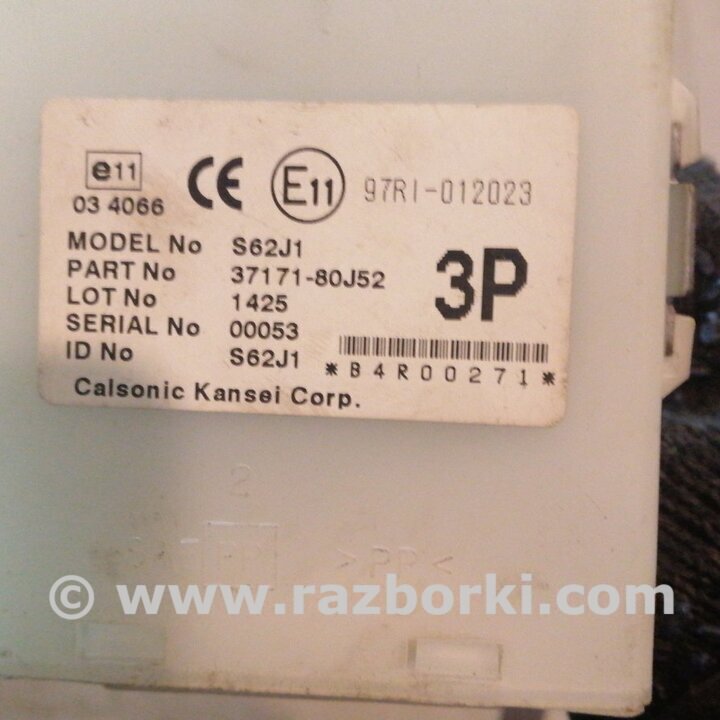 e11
03 4066
CE
E11
97RI-012023
MODEL No S62J1
PART No 37171-80J52
LOT No 1425
SERIAL No 00053
ID No S62J1
3P
*B4R00271*
Calsonic Kansei Corp.
2
>PP<
© www.razborki.com